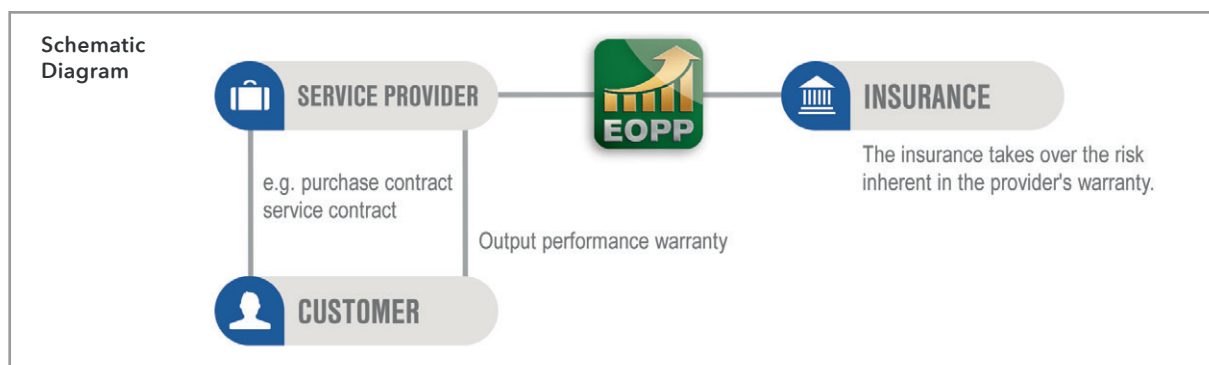 Schematic
Diagram
SERVICE PROVIDER
EOPP
INSURANCE
The insurance takes over the risk
inherent in the provider's warranty.
e.g. purchase contract
service contract
Output performance warranty
CUSTOMER